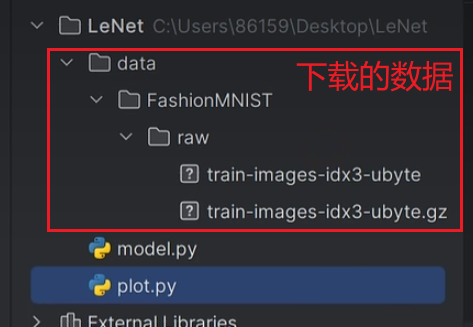 LeNet C:\Users\86159\Desktop\LeNet
data
下载的数据
FashionMNIST
raw
train-images-idx3-ubyte
train-images-idx3-ubyte.gz
model.py
plot.py
External Libraries